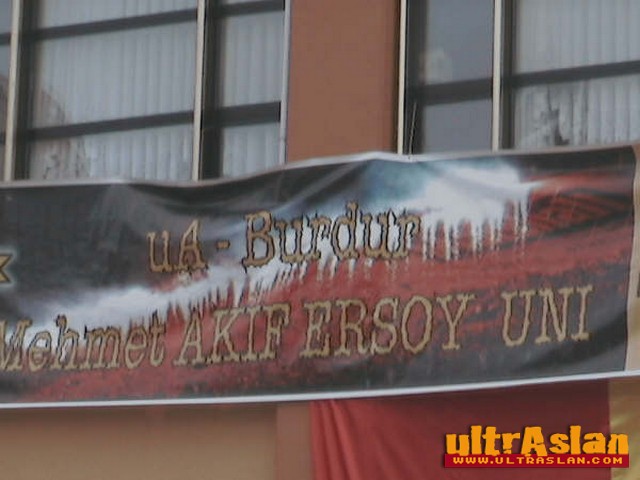 uA - Burdur
Mehmet AKİF ERSOY UNI
ultrAslan
WWW.ULTRASLAN.COM